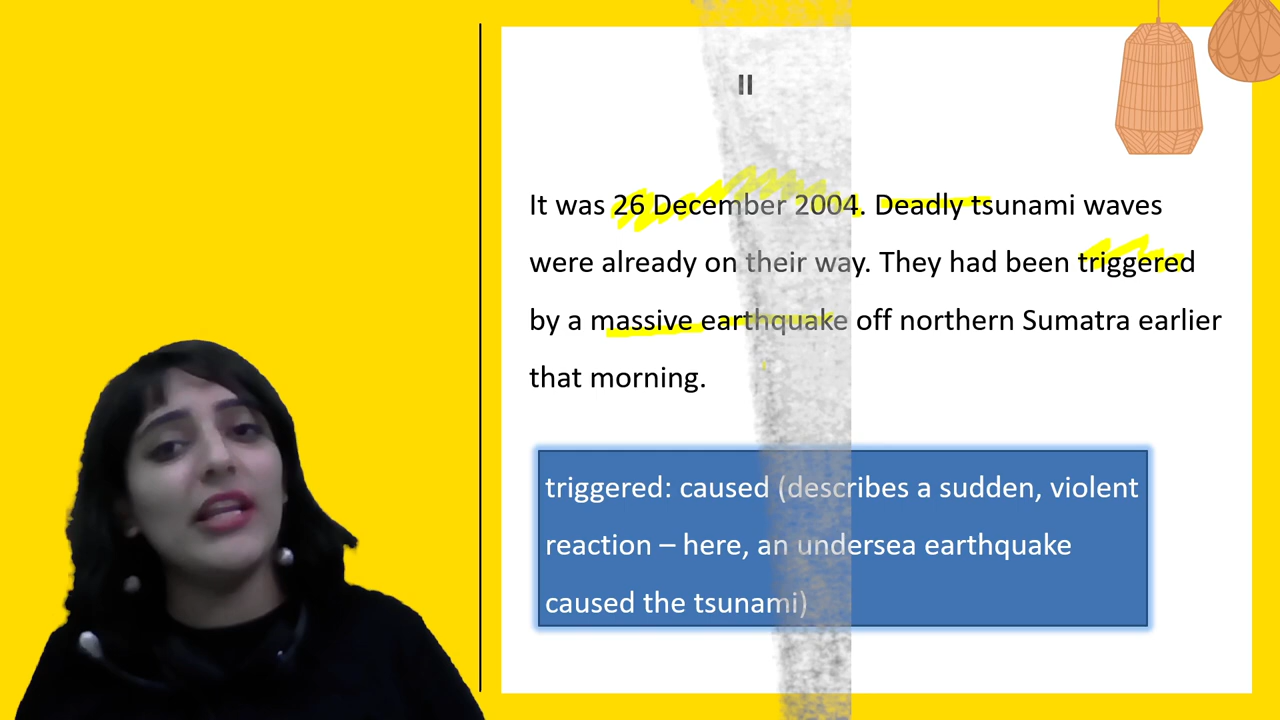 II
It was 26 December 2004. Deadly tsunami waves
were already on their way. They had been triggered
by a massive earthquake off northern Sumatra earlier
that morning.
triggered: caused (describes a sudden, violent
reaction – here, an undersea earthquake
caused the tsunami)